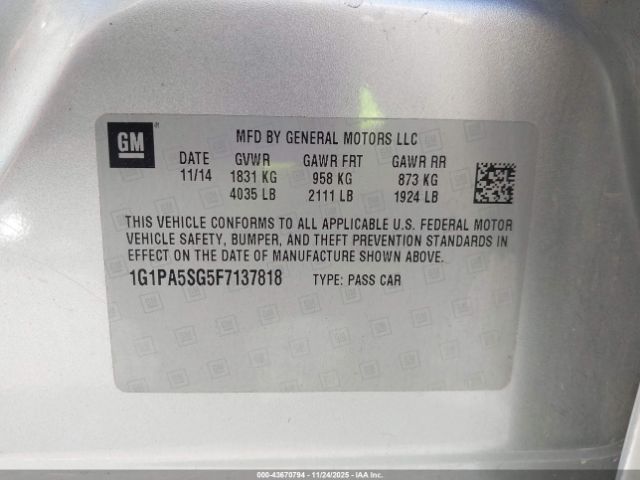 GM
MFD BY GENERAL MOTORS LLC
DATE GVWR GAWR FRT GAWR RR
11/14 1831 KG 958 KG 873 KG
4035 LB 2111 LB 1924 LB
THIS VEHICLE CONFORMS TO ALL APPLICABLE U.S. FEDERAL MOTOR
VEHICLE SAFETY, BUMPER, AND THEFT PREVENTION STANDARDS IN
EFFECT ON THE DATE OF MANUFACTURE SHOWN ABOVE.
1G1PA5SG5F7137818 TYPE: PASS CAR
000-43670794 - 11/24/2025 - IAAI.COM